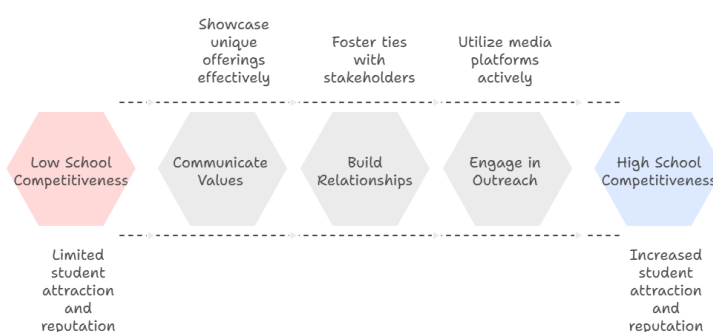 Showcase
unique
offerings
effectively
Foster ties
with
stakeholders
Utilize media
platforms
actively
Low School
Competitiveness
Communicate
Values
Build
Relationships
Engage in
Outreach
High School
Competitiveness
Limited
student
attraction
and
reputation
Increased
student
attraction
and
reputation